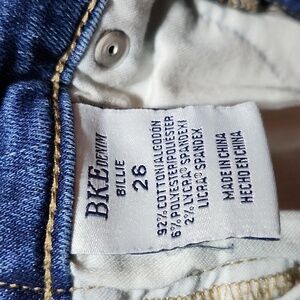 BKE DENIM
BILLIE
26
92% COTTON/ALGODÓN
6% POLYESTER/POLIESTER
2% LYCRA® SPANDEX/
LICRA® SPANDEX
MADE IN CHINA
HECHO EN CHINA